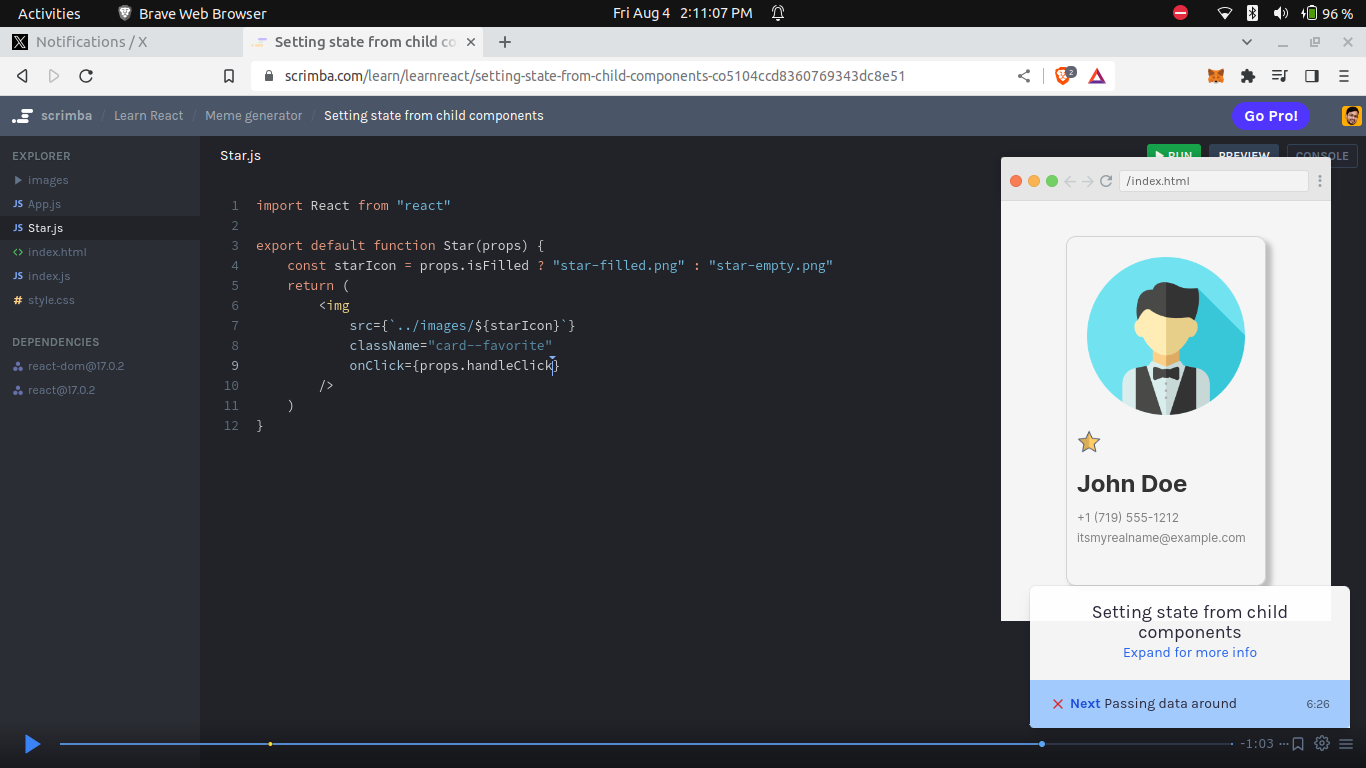 Activities Brave Web Browser Fri Aug 4 2:11:07 PM 96 %
Notifications / X Setting state from child co
scrimba.com/learn/learnreact/setting-state-from-child-components-co5104ccd8360769343dc8e51 2
scrimba / Learn React / Meme generator / Setting state from child components Go Pro!
EXPLORER
images
JS App.js
JS Star.js
<> index.html
JS index.js
# style.css
DEPENDENCIES
react-dom@17.0.2
react@17.0.2
Star.js
RUN PREVIEW CONSOLE
1 import React from "react"
2
3 export default function Star(props) {
4 const starIcon = props.isFilled ? "star-filled.png" : "star-empty.png"
5 return (
6 <img
7 src={`../images/${starIcon}`}
8 className="card--favorite"
9 onClick={props.handleClick}
10 />
11 )
12 }
/index.html
John Doe
+1 (719) 555-1212
itsmyrealname@example.com
Setting state from child
components
Expand for more info
Next Passing data around 6:26
-1:03